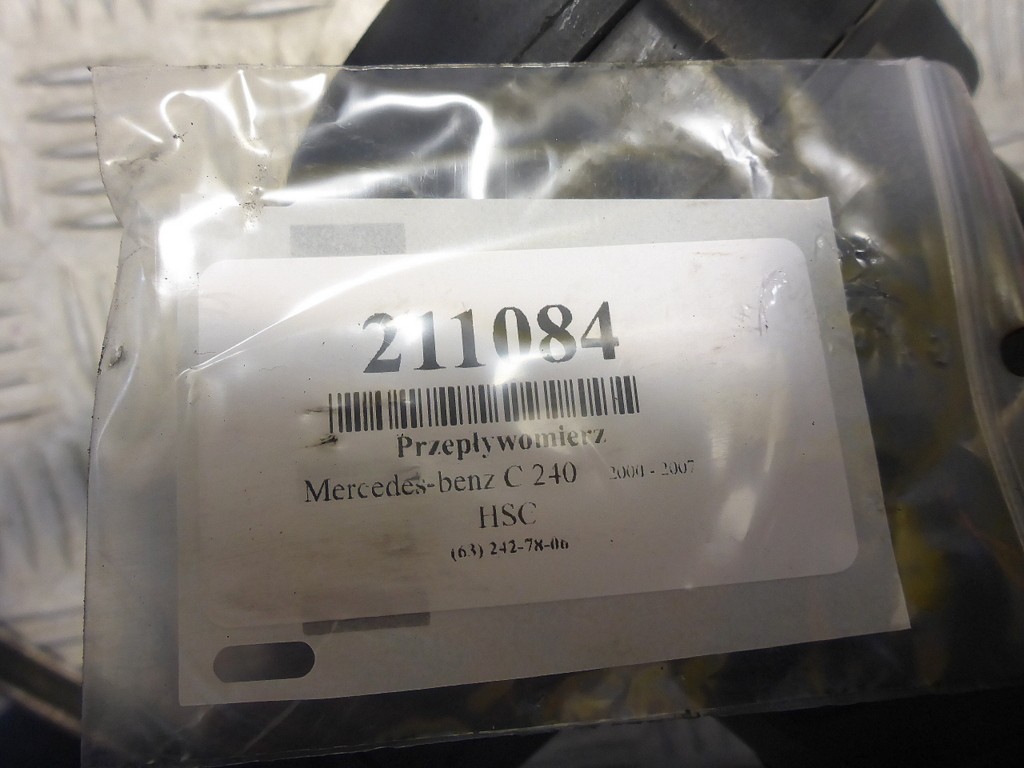 211084
Przepływomierz
Mercedes-benz C 240 2000 - 2007
HSC
(63) 242-78-06